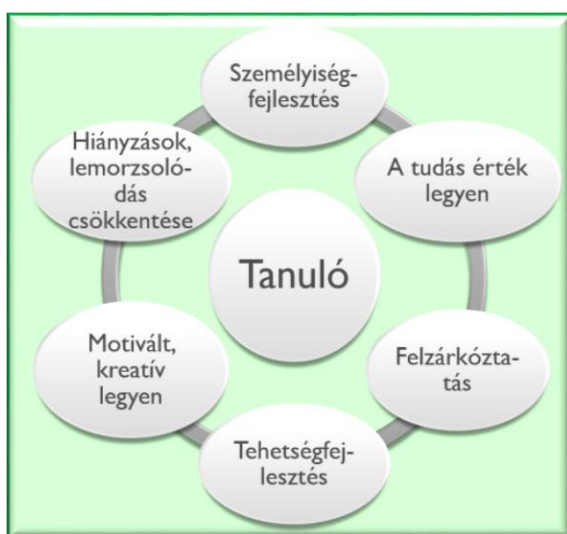 Személyiség-
fejlesztés
A tudás érték
legyen
Felzárkózta-
tás
Tehetségfej-
lesztés
Motivált,
kreatív
legyen
Hiányzások,
lemorzsoló-
dás
csökkentése
Tanuló